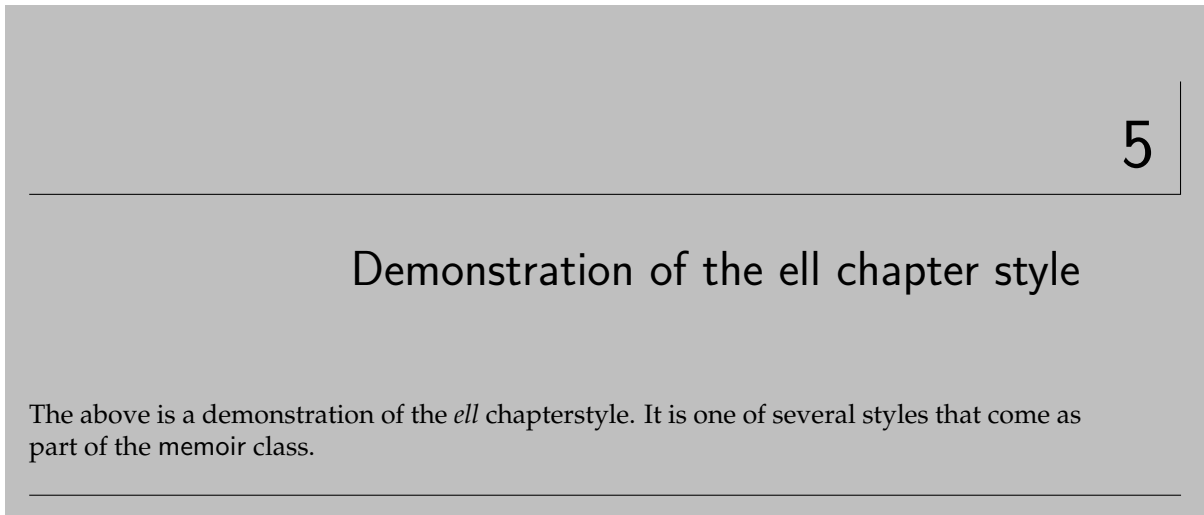 5
Demonstration of the ell chapter style
The above is a demonstration of the ell chapterstyle. It is one of several styles that come as
part of the memoir class.